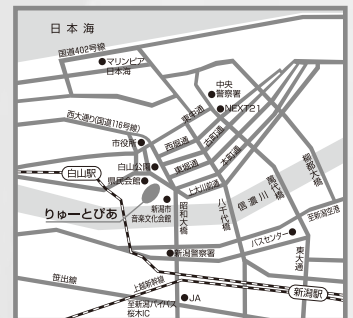 日本海
国道402号線
マリンピア
日本海
中央
警察署
NEXT21
西大通り(国道116号線)
市役所
東中通
西堀通
古町通
東堀通
本町通
白山公園
白山駅
県民会館
上大川前通
りゅーとぴあ
新潟市
音楽文化会館
昭和大橋
八千代橋
信濃川
萬代橋
柳都大橋
至新潟空港
バスセンター
東大通
新潟警察署
笹出線
上越新幹線
至新潟バイパス
桜木IC
JA
新潟駅